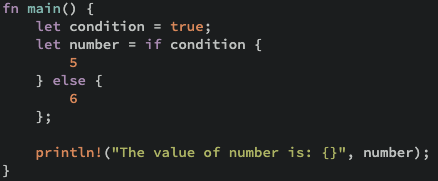 fn main() {
    let condition = true;
    let number = if condition {
        5
    } else {
        6
    };

    println!("The value of number is: {}", number);
}